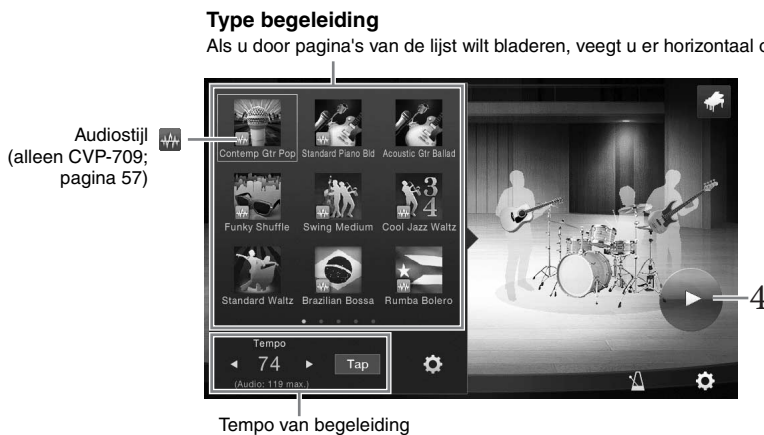 Type begeleiding
Als u door pagina's van de lijst wilt bladeren, veegt u er horizontaal
Audiostijl
(alleen CVP-709;
pagina 57)
Contemp Gtr Pop
Standard Piano Bld
Acoustic Gtr Ballad
3
4
Funky Shuffle
Swing Medium
Cool Jazz Waltz
Standard Waltz
Brazilian Bossa
Rumba Bolero
4
Tempo
74
Tap
(Audio: 119 max.)
Tempo van begeleiding